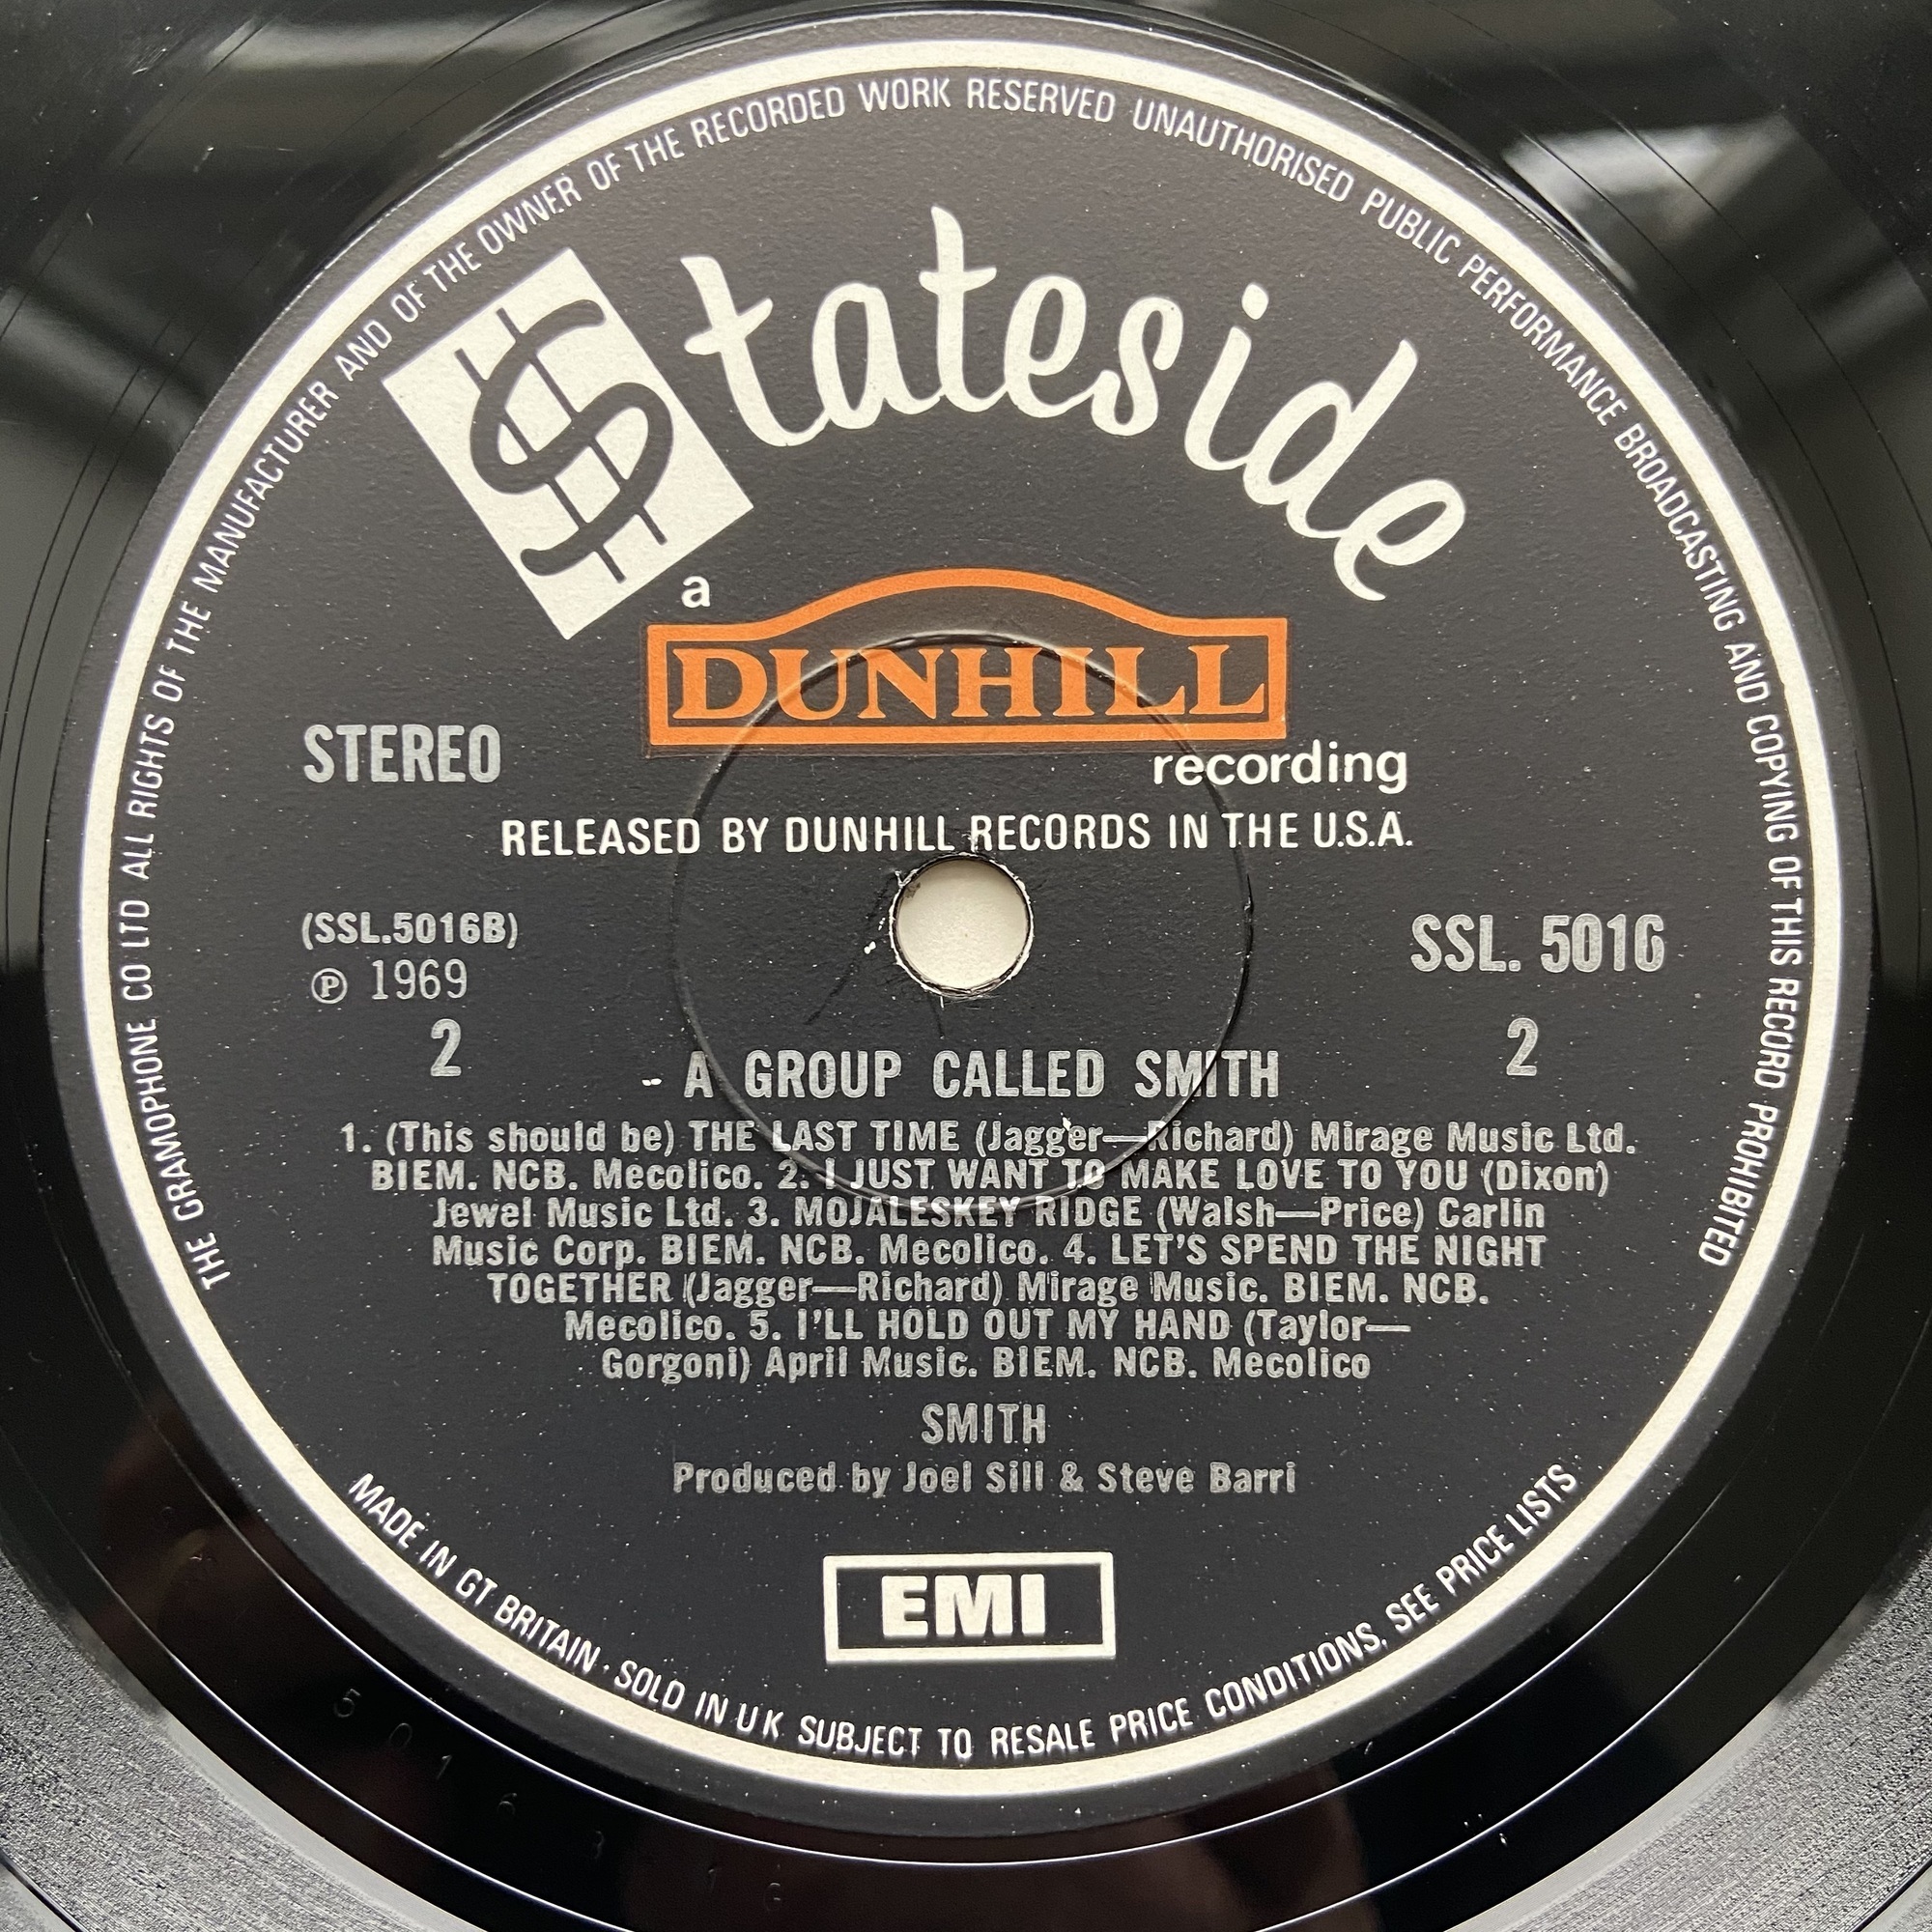 THE GRAMOPHONE CO LTD ALL RIGHTS OF THE MANUFACTURER AND OF THE OWNER OF THE RECORDED WORK RESERVED UNAUTHORISED PUBLIC PERFORMANCE BROADCASTING AND COPYING OF THIS RECORD PROHIBITED
Stateside
a
DUNHILL
recording
STEREO
RELEASED BY DUNHILL RECORDS IN THE U.S.A.
(SSL.5016B)
SSL. 5016
℗ 1969
2
2
- A GROUP CALLED SMITH
1. (This should be) THE LAST TIME (Jagger—Richard) Mirage Music Ltd.
BIEM. NCB. Mecolico. 2. I JUST WANT TO MAKE LOVE TO YOU (Dixon)
Jewel Music Ltd. 3. MOJALESKEY RIDGE (Walsh—Price) Carlin
Music Corp. BIEM. NCB. Mecolico. 4. LET'S SPEND THE NIGHT
TOGETHER (Jagger—Richard) Mirage Music. BIEM. NCB.
Mecolico. 5. I'LL HOLD OUT MY HAND (Taylor—
Gorgoni) April Music. BIEM. NCB. Mecolico
SMITH
Produced by Joel Sill & Steve Barri
EMI
MADE IN GT BRITAIN · SOLD IN U K SUBJECT TO RESALE PRICE CONDITIONS, SEE PRICE LISTS